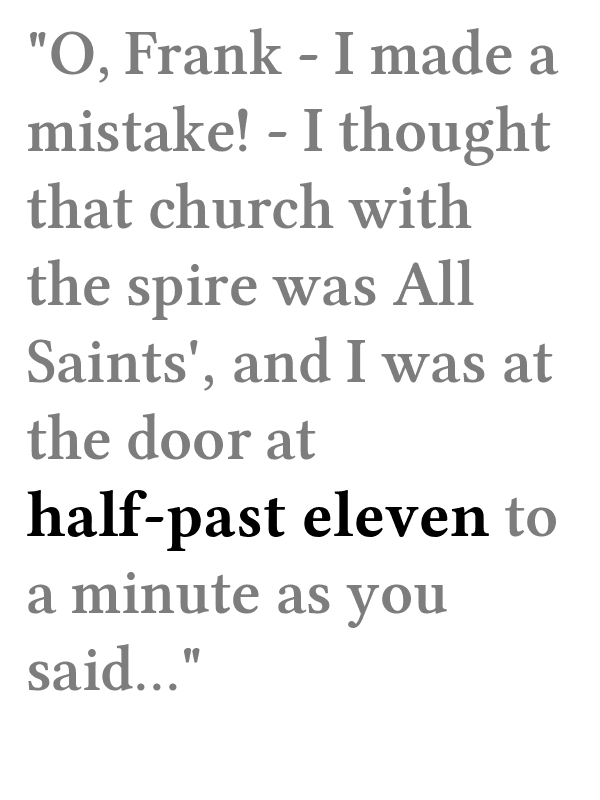 "O, Frank - I made a
mistake! - I thought
that church with
the spire was All
Saints', and I was at
the door at
half-past eleven to
a minute as you
said..."